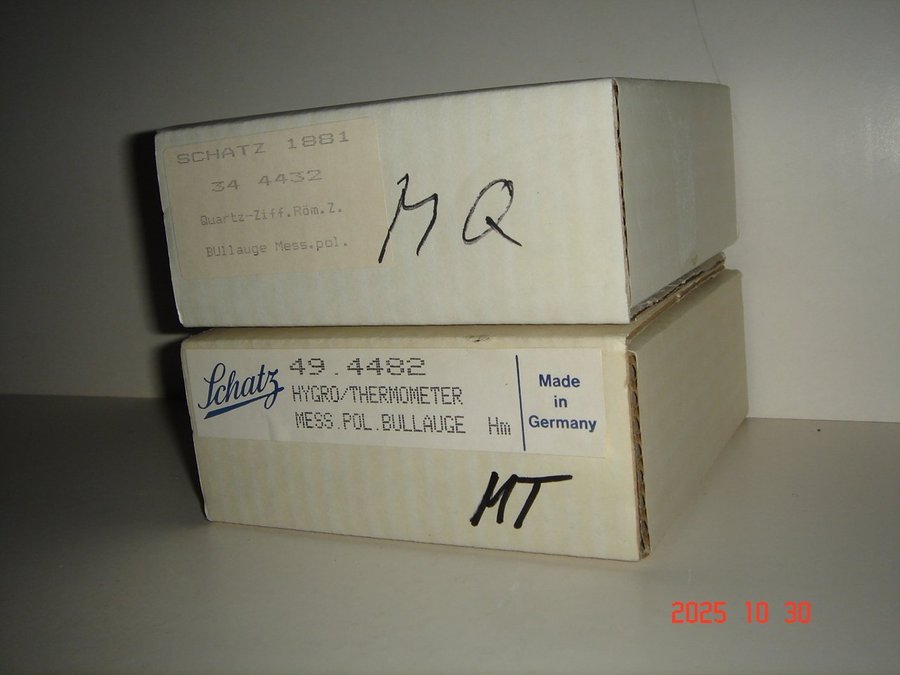 SCHATZ 1881
34 4432
Quartz-Ziff.Röm.Z.
BUllauge Mess.pol.
MQ
Schatz
49.4482
HYGRO/THERMOMETER
MESS.POL.BULLAUGE Hm
Made
in
Germany
MT
2025 10 30